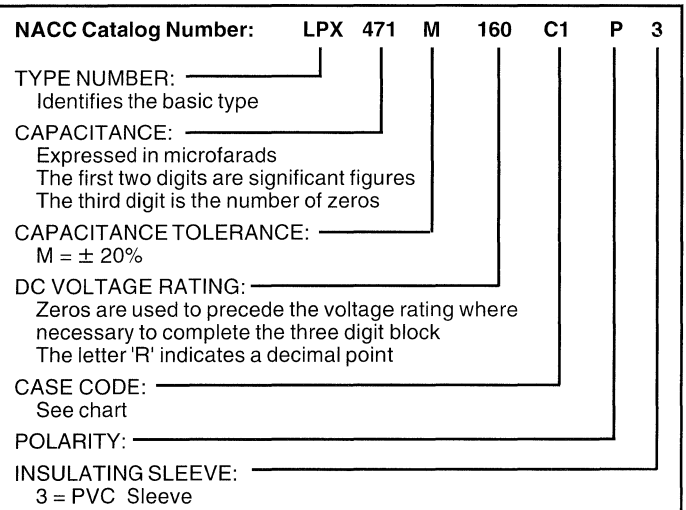 NACC Catalog Number: LPX 471 M 160 C1 P 3
TYPE NUMBER:
Identifies the basic type
CAPACITANCE:
Expressed in microfarads
The first two digits are significant figures
The third digit is the number of zeros
CAPACITANCE TOLERANCE:
M = ± 20%
DC VOLTAGE RATING:
Zeros are used to precede the voltage rating where
necessary to complete the three digit block
The letter 'R' indicates a decimal point
CASE CODE:
See chart
POLARITY:
INSULATING SLEEVE:
3 = PVC Sleeve